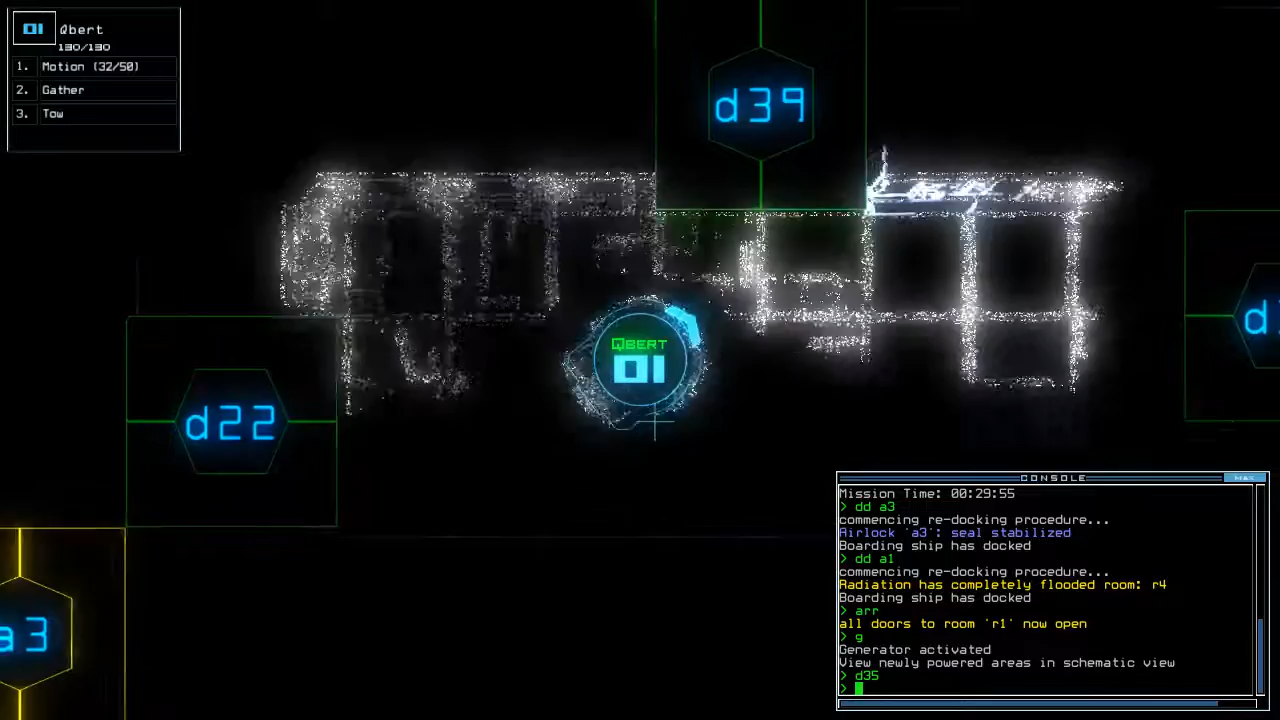 01 Qbert
130/130
1. Motion (32/50)
2. Gather
3. Tow
d39
d
QBERT
01
d22
a3
CONSOLE
MAX
Mission Time: 00:29:55
> dd a3
commencing re-docking procedure...
Airlock 'a3': seal stabilized
Boarding ship has docked
> dd a1
commencing re-docking procedure...
Radiation has completely flooded room: r4
Boarding ship has docked
> arr
all doors to room 'r1' now open
> g
Generator activated
View newly powered areas in schematic view
> d35
>